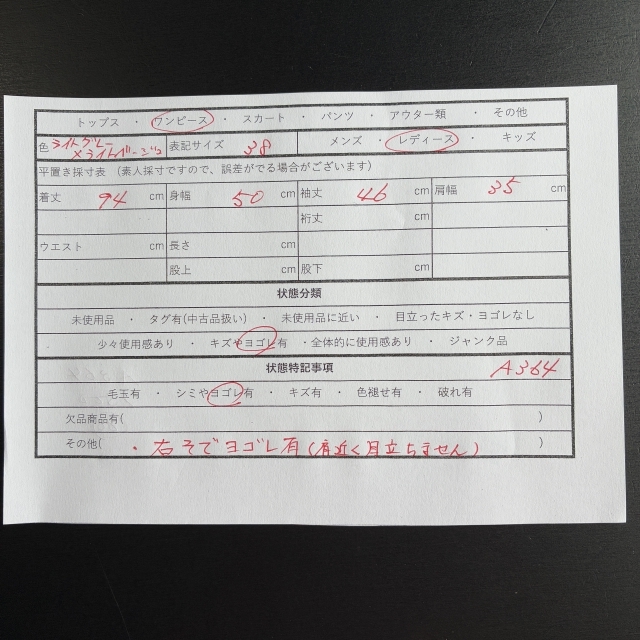 トップス ・ ワンピース ・ スカート ・ パンツ ・ アウター類 ・ その他
色 ライトグレー×ライトベージュ 表記サイズ 38 メンズ ・ レディース ・ キッズ
平置き採寸表 (素人採寸ですので、誤差がでる場合がございます)
着丈 94 cm 身幅 50 cm 袖丈 46 cm 肩幅 35 cm
裄丈 cm
ウエスト cm 長さ cm
股上 cm 股下 cm
状態分類
未使用品 ・ タグ有(中古品扱い) ・ 未使用品に近い ・ 目立ったキズ・ヨゴレなし
少々使用感あり ・ キズやヨゴレ有 ・全体的に使用感あり ・ ジャンク品
状態特記事項 A364
毛玉有 ・ シミやヨゴレ有 ・ キズ有 ・ 色褪せ有 ・ 破れ有
欠品商品有( )
その他( ・右そでヨゴレ有(肩近く目立ちません) )